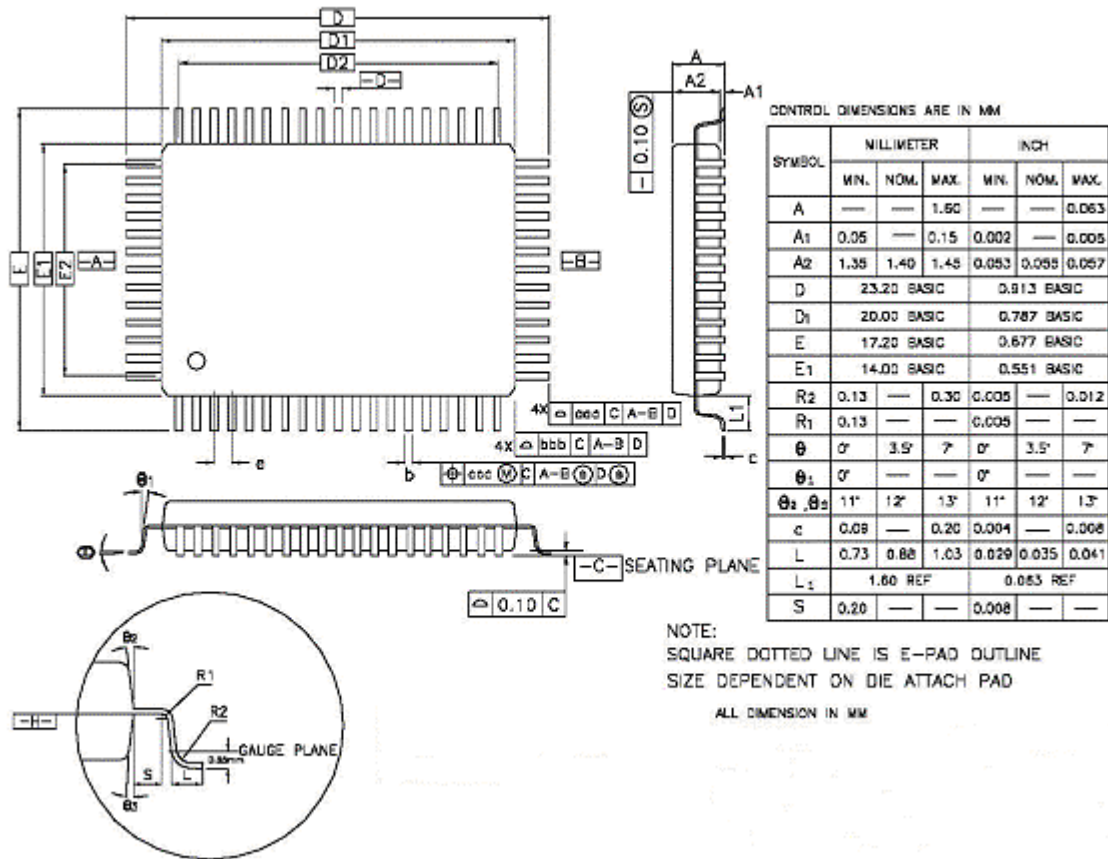 D
D1
D2
-D-
A
A2
A1
0.10 Ⓢ
CONTROL DIMENSIONS ARE IN MM
SYMBOL MILLIMETER INCH
MIN. NOM. MAX. MIN. NOM. MAX.
A — — 1.60 — — 0.063
A1 0.05 — 0.15 0.002 — 0.006
A2 1.35 1.40 1.45 0.053 0.055 0.057
D 23.20 BASIC 0.913 BASIC
D1 20.00 BASIC 0.787 BASIC
E 17.20 BASIC 0.677 BASIC
E1 14.00 BASIC 0.551 BASIC
R2 0.13 — 0.30 0.005 — 0.012
R1 0.13 — — 0.005 — —
θ 0° 3.5° 7° 0° 3.5° 7°
θ1 0° — — 0° — —
θ2 ,θ3 11° 12° 13° 11° 12° 13°
c 0.09 — 0.20 0.004 — 0.008
L 0.73 0.88 1.03 0.029 0.035 0.041
L1 1.60 REF 0.063 REF
S 0.20 — — 0.008 — —
E
E1
E2
-A-
-B-
L1
c
4X C A-B D
4X bbb C A-B D
e
b
Ⓜ C A-B D
θ1
θ
-C- SEATING PLANE
0.10 C
NOTE:
SQUARE DOTTED LINE IS E-PAD OUTLINE
SIZE DEPENDENT ON DIE ATTACH PAD
ALL DIMENSION IN MM
θ2
R1
R2
-H-
GAUGE PLANE
S
L
θ3